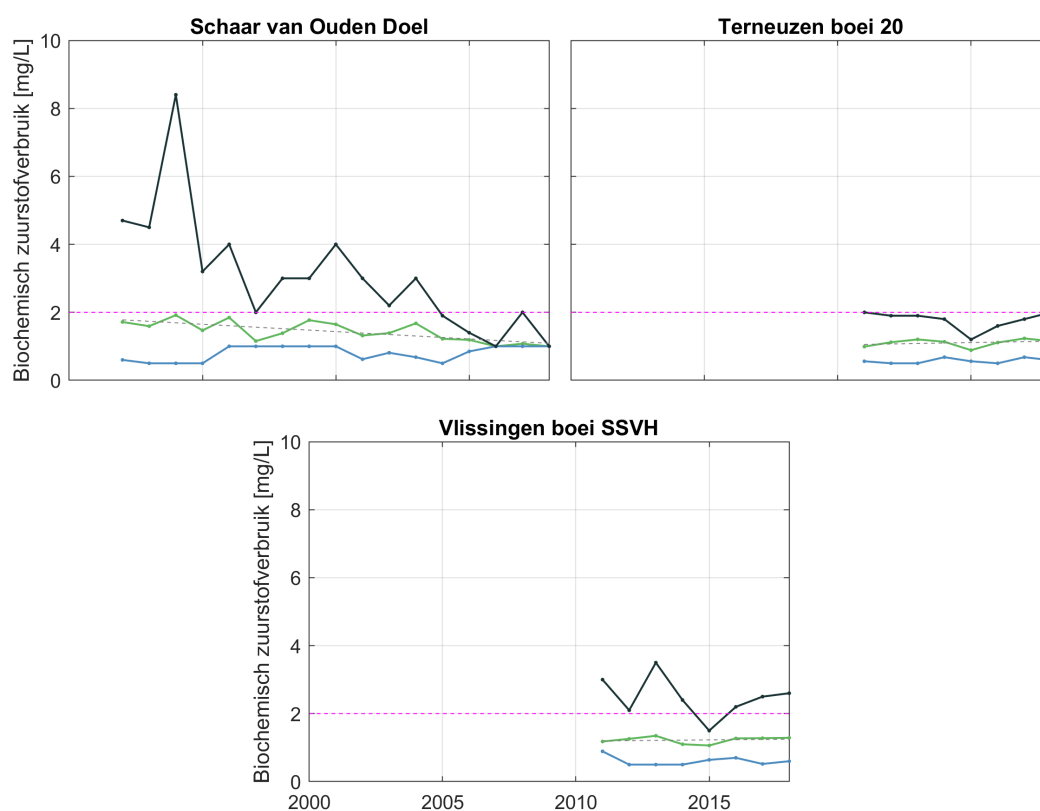 Schaar van Ouden Doel
Terneuzen boei 20
Biochemisch zuurstofverbruik [mg/L]
10
8
6
4
2
0
Vlissingen boei SSVH
Biochemisch zuurstofverbruik [mg/L]
10
8
6
4
2
0
2000 2005 2010 2015